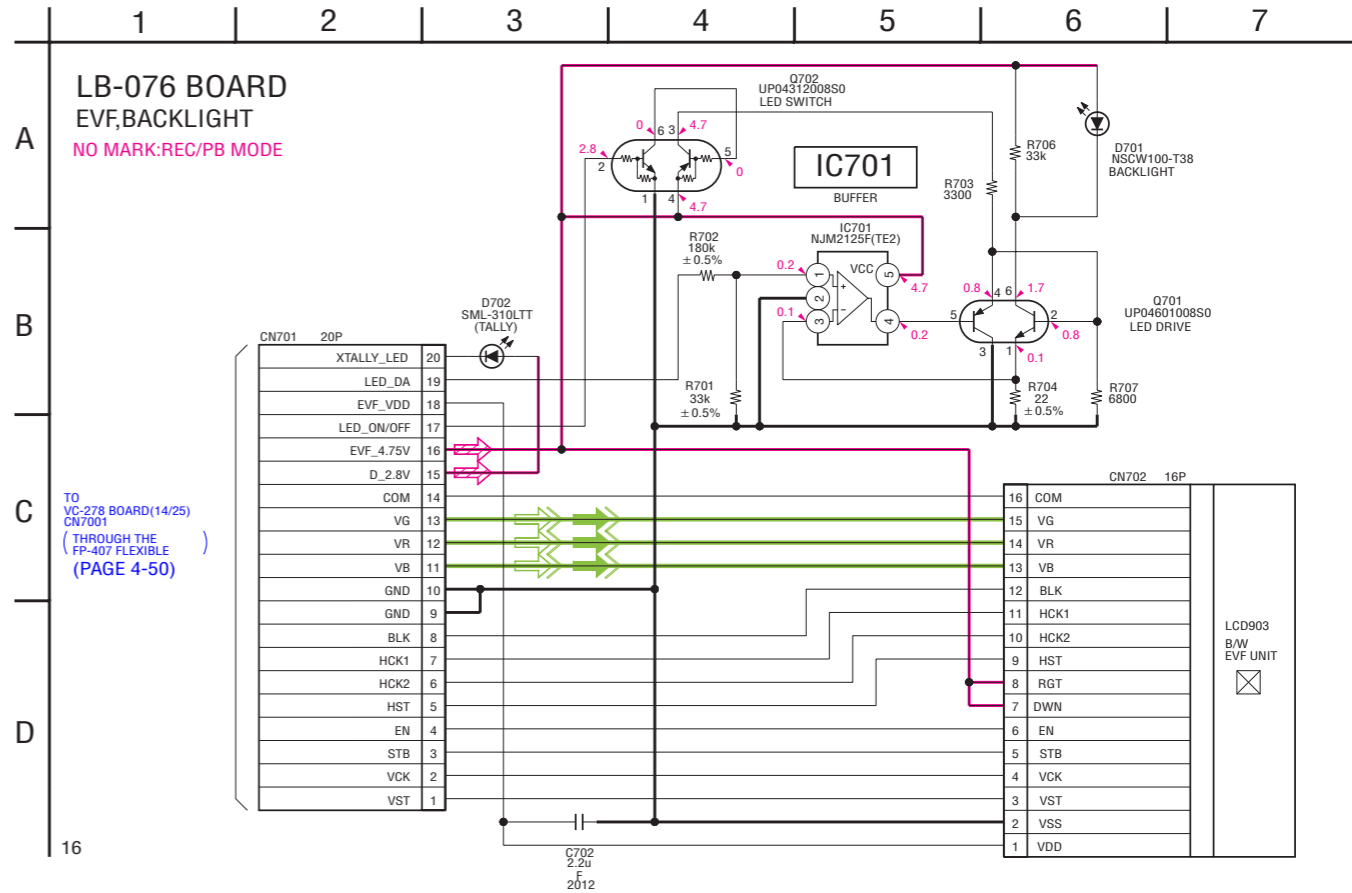 1 2 3 4 5 6 7
A
B
C
D
LB-076 BOARD
EVF,BACKLIGHT
NO MARK:REC/PB MODE
Q702
UP04312008S0
LED SWITCH
0
6
3
4.7
2.8
2
5
0
1
4
4.7
IC701
BUFFER
R706
33k
D701
NSCW100-T38
BACKLIGHT
R703
3300
R702
180k
±0.5%
IC701
NJM2125F(TE2)
0.2
1
VCC
5
4.7
2
0.1
3
4
0.2
+
−
0.8
4
6
1.7
5
2
0.8
3
1
0.1
Q701
UP04601008S0
LED DRIVE
D702
SML-310LTT
(TALLY)
R701
33k
±0.5%
R704
22
±0.5%
R707
6800
CN701 20P
XTALLY_LED 20
LED_DA 19
EVF_VDD 18
LED_ON/OFF 17
EVF_4.75V 16
D_2.8V 15
COM 14
VG 13
VR 12
VB 11
GND 10
GND 9
BLK 8
HCK1 7
HCK2 6
HST 5
EN 4
STB 3
VCK 2
VST 1
TO
VC-278 BOARD(14/25)
CN7001
( THROUGH THE
FP-407 FLEXIBLE )
(PAGE 4-50)
CN702 16P
16 COM
15 VG
14 VR
13 VB
12 BLK
11 HCK1
10 HCK2
9 HST
8 RGT
7 DWN
6 EN
5 STB
4 VCK
3 VST
2 VSS
1 VDD
LCD903
B/W
EVF UNIT
C702
2.2u
F
2012
16